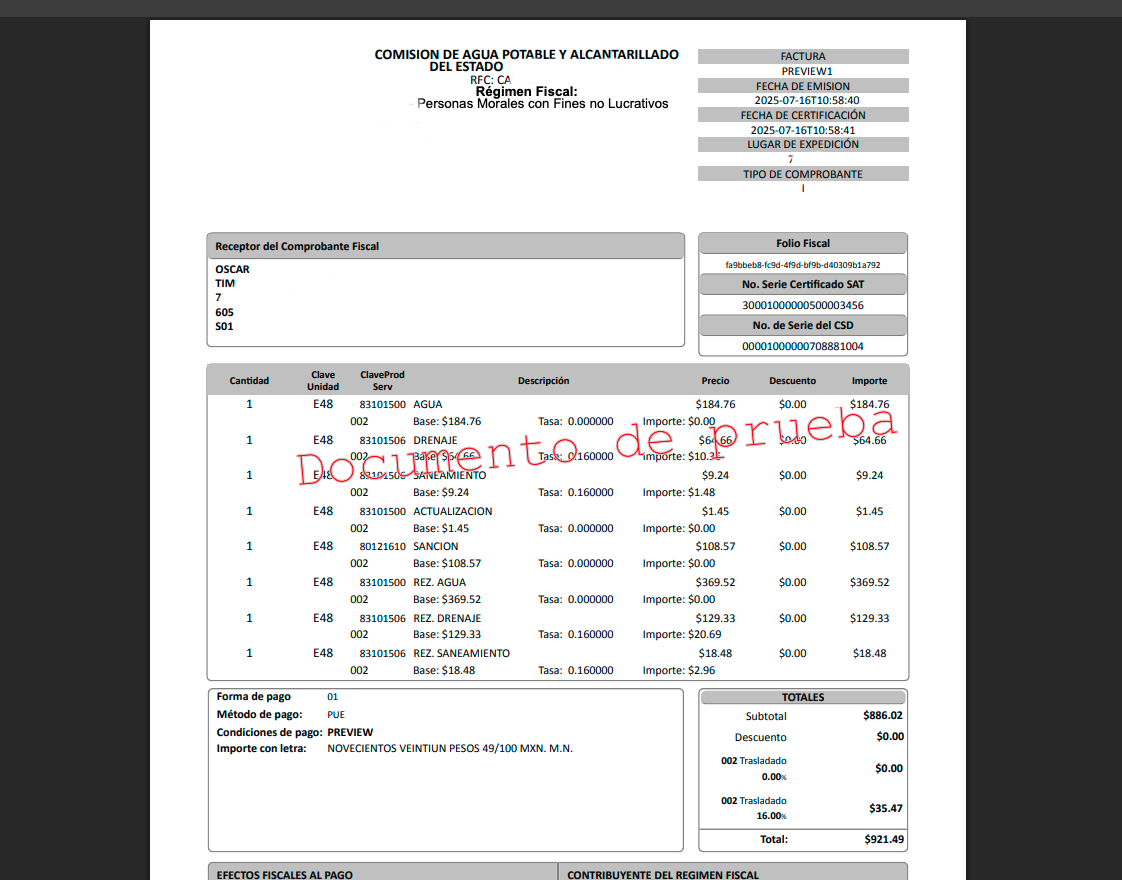 COMISION DE AGUA POTABLE Y ALCANTARILLADO
DEL ESTADO
RFC: CA
Régimen Fiscal:
Personas Morales con Fines no Lucrativos
FACTURA
PREVIEW1
FECHA DE EMISION
2025-07-16T10:58:40
FECHA DE CERTIFICACIÓN
2025-07-16T10:58:41
LUGAR DE EXPEDICIÓN
7
TIPO DE COMPROBANTE
I
Receptor del Comprobante Fiscal
OSCAR
TIM
7
605
S01
Folio Fiscal
fa9bbeb8-fc9d-4f9d-bf9b-d40309b1a792
No. Serie Certificado SAT
30001000000500003456
No. de Serie del CSD
00001000000708881004
Cantidad Clave Unidad ClaveProd Serv Descripción Precio Descuento Importe
1 E48 83101500 AGUA $184.76 $0.00 $184.76
002 Base: $184.76 Tasa: 0.000000 Importe: $0.00
1 E48 83101506 DRENAJE $64.66 $0.00 $64.66
002 Base: $64.66 Tasa: 0.160000 Importe: $10.35
1 E48 83101506 SANEAMIENTO $9.24 $0.00 $9.24
002 Base: $9.24 Tasa: 0.160000 Importe: $1.48
1 E48 83101500 ACTUALIZACION $1.45 $0.00 $1.45
002 Base: $1.45 Tasa: 0.000000 Importe: $0.00
1 E48 80121610 SANCION $108.57 $0.00 $108.57
002 Base: $108.57 Tasa: 0.000000 Importe: $0.00
1 E48 83101500 REZ. AGUA $369.52 $0.00 $369.52
002 Base: $369.52 Tasa: 0.000000 Importe: $0.00
1 E48 83101506 REZ. DRENAJE $129.33 $0.00 $129.33
002 Base: $129.33 Tasa: 0.160000 Importe: $20.69
1 E48 83101506 REZ. SANEAMIENTO $18.48 $0.00 $18.48
002 Base: $18.48 Tasa: 0.160000 Importe: $2.96
Documento de prueba
Forma de pago 01
Método de pago: PUE
Condiciones de pago: PREVIEW
Importe con letra: NOVECIENTOS VEINTIUN PESOS 49/100 MXN. M.N.
TOTALES
Subtotal $886.02
Descuento $0.00
002 Trasladado
0.00% $0.00
002 Trasladado
16.00% $35.47
Total: $921.49
EFECTOS FISCALES AL PAGO
CONTRIBUYENTE DEL REGIMEN FISCAL